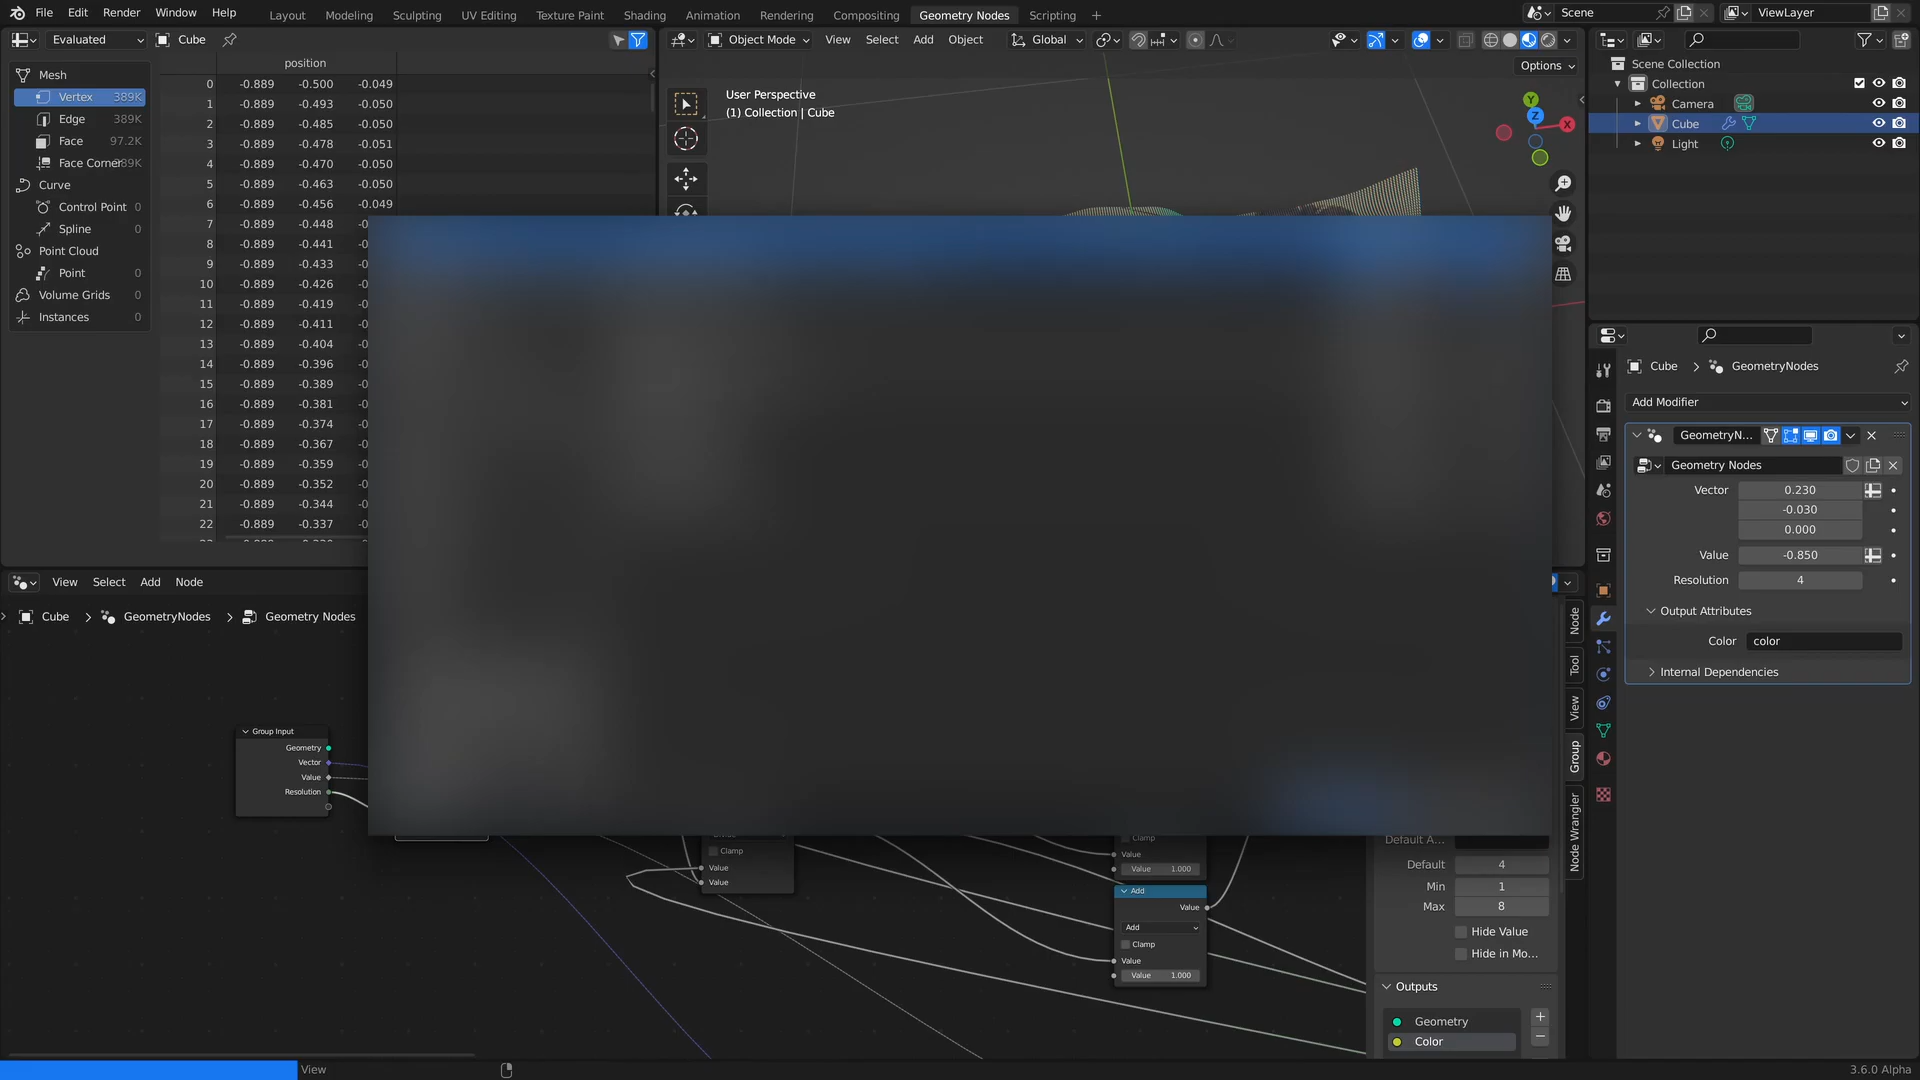 File Edit Render Window Help Layout Modeling Sculpting UV Editing Texture Paint Shading Animation Rendering Compositing Geometry Nodes Scripting + Scene ViewLayer
Evaluated Cube
Object Mode View Select Add Object Global
Options
position
Mesh
Vertex 389K
Edge 389K
Face 97.2K
Curve
Control Point 0
Spline 0
Point Cloud
Point 0
Volume Grids 0
Instances 0
0 -0.889 -0.500 -0.049
1 -0.889 -0.493 -0.050
2 -0.889 -0.485 -0.050
3 -0.889 -0.478 -0.051
4 -0.889 -0.470 -0.050
5 -0.889 -0.463 -0.050
6 -0.889 -0.456 -0.049
7 -0.889 -0.448
8 -0.889 -0.441
9 -0.889 -0.433
10 -0.889 -0.426
11 -0.889 -0.419
12 -0.889 -0.411
13 -0.889 -0.404
14 -0.889 -0.396
15 -0.889 -0.389
16 -0.889 -0.381
17 -0.889 -0.374
18 -0.889 -0.367
19 -0.889 -0.359
20 -0.889 -0.352
21 -0.889 -0.344
22 -0.889 -0.337
User Perspective
(1) Collection | Cube
Y
Z
X
Scene Collection
Collection
Camera
Cube
Light
Cube > GeometryNodes
Add Modifier
GeometryN...
Geometry Nodes
Vector 0.230
-0.030
0.000
Value -0.850
Resolution 4
Output Attributes
Color color
Internal Dependencies
View Select Add Node
Cube > GeometryNodes > Geometry Nodes
Group Input
Geometry
Vector
Value
Resolution
Clamp
Value
Value
Clamp
Value
Value 1.000
Add
Value
Add
Clamp
Value
Value 1.000
Node
Tool
View
Group
Node Wrangler
Default A...
Default 4
Min 1
Max 8
Hide Value
Hide in Mo...
Outputs
Geometry
Color
View
3.6.0 Alpha